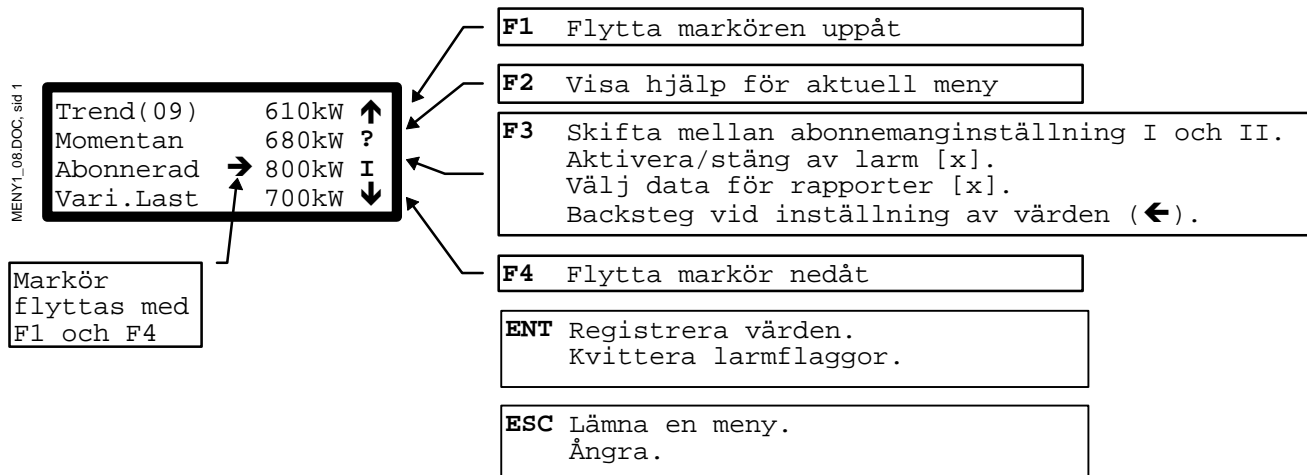 MENY1_08.DOC, sid 1
Trend(09) 610kW ↑
Momentan 680kW ?
Abonnerad → 800kW I
Vari.Last 700kW ↓
Markör
flyttas med
F1 och F4
F1 Flytta markören uppåt
F2 Visa hjälp för aktuell meny
F3 Skifta mellan abonnemanginställning I och II.
Aktivera/stäng av larm [x].
Välj data för rapporter [x].
Backsteg vid inställning av värden (←).
F4 Flytta markör nedåt
ENT Registrera värden.
Kvittera larmflaggor.
ESC Lämna en meny.
Ångra.